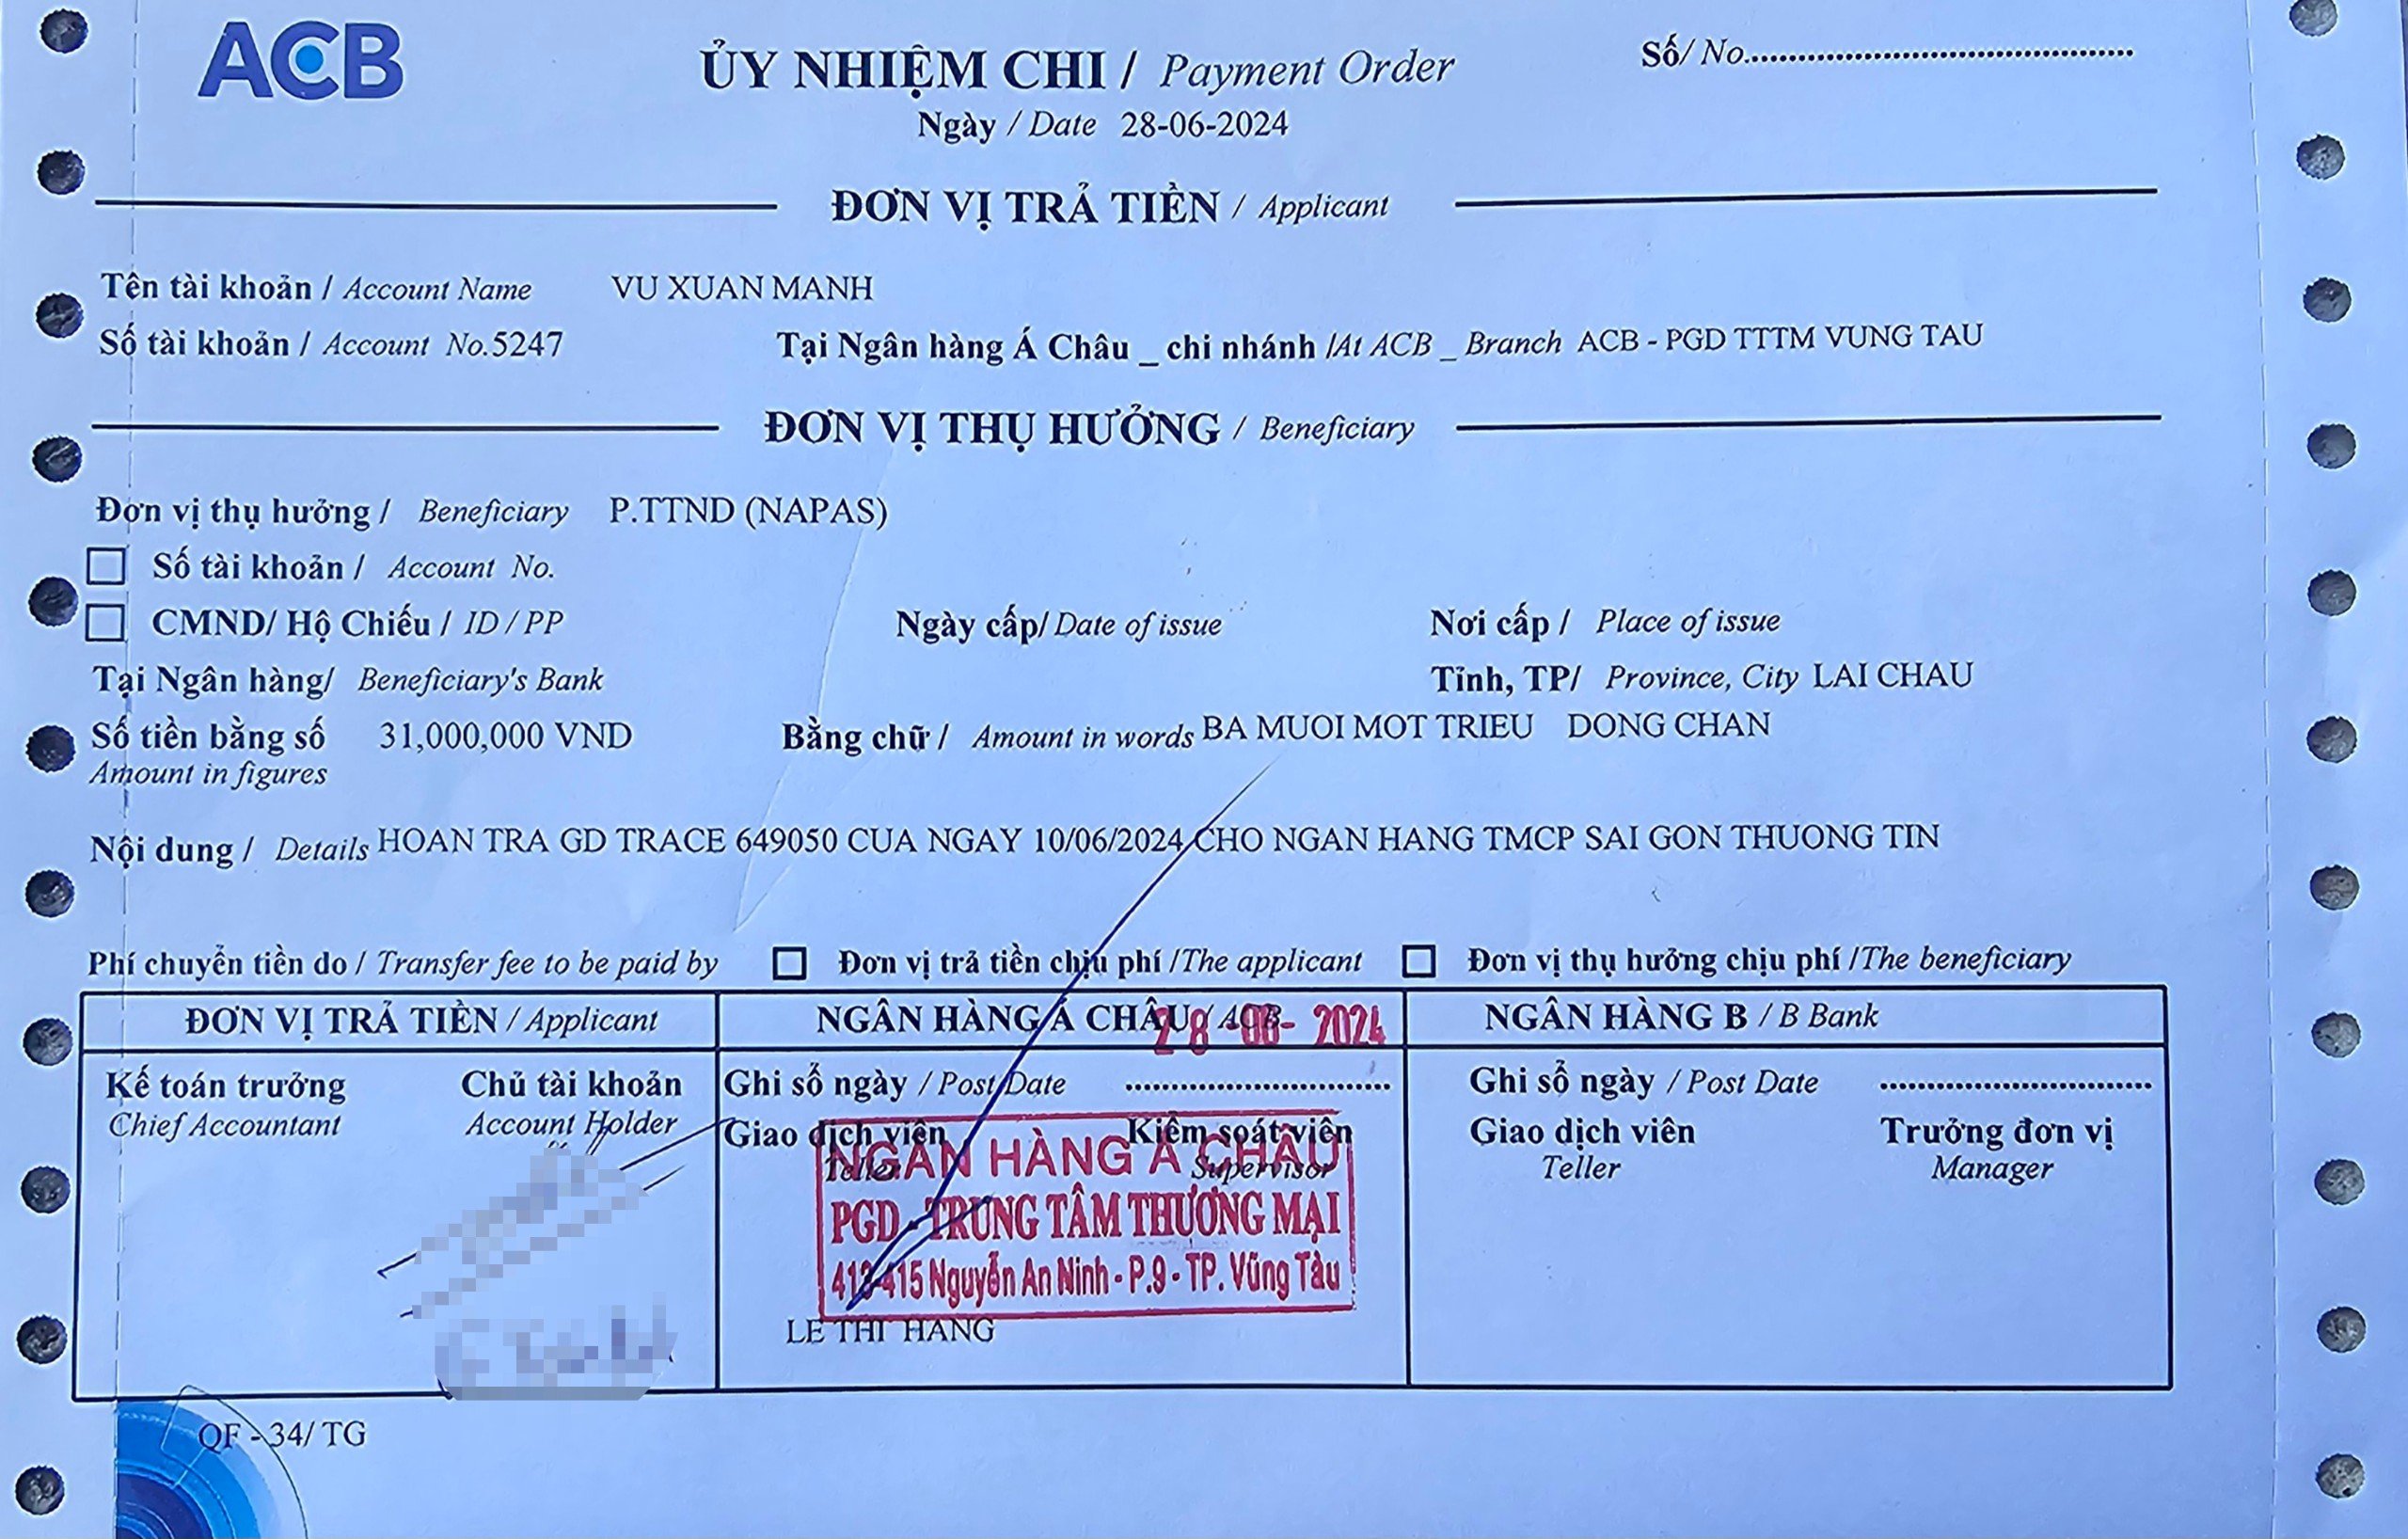 ACB
ỦY NHIỆM CHI / Payment Order
Số/ No.
Ngày / Date 28-06-2024
ĐƠN VỊ TRẢ TIỀN / Applicant
Tên tài khoản / Account Name VU XUAN MANH
Số tài khoản / Account No.5247 Tại Ngân hàng Á Châu _ chi nhánh /At ACB _ Branch ACB - PGD TTTM VUNG TAU
ĐƠN VỊ THỤ HƯỞNG / Beneficiary
Đơn vị thụ hưởng / Beneficiary P.TTND (NAPAS)
Số tài khoản / Account No.
CMND/ Hộ Chiếu / ID / PP Ngày cấp/ Date of issue Nơi cấp / Place of issue
Tại Ngân hàng/ Beneficiary's Bank Tỉnh, TP/ Province, City LAI CHAU
Số tiền bằng số 31,000,000 VND Bằng chữ / Amount in words BA MUOI MOT TRIEU DONG CHAN
Amount in figures
Nội dung / Details HOAN TRA GD TRACE 649050 CUA NGAY 10/06/2024 CHO NGAN HANG TMCP SAI GON THUONG TIN
Phí chuyển tiền do / Transfer fee to be paid by Đơn vị trả tiền chịu phí /The applicant Đơn vị thụ hưởng chịu phí /The beneficiary
ĐƠN VỊ TRẢ TIỀN / Applicant NGÂN HÀNG Á CHÂU / ACB NGÂN HÀNG B / B Bank
28 -06- 2024
Kế toán trưởng Chủ tài khoản Ghi sổ ngày / Post Date Ghi sổ ngày / Post Date
Chief Accountant Account Holder Giao dịch viên Kiểm soát viên Giao dịch viên Trưởng đơn vị
Teller Supervisor Teller Manager
NGÂN HÀNG Á CHÂU
PGD - TRUNG TÂM THƯƠNG MẠI
413-415 Nguyễn An Ninh - P.9 - TP. Vũng Tàu
LE THI HANG
QF - 34/ TG